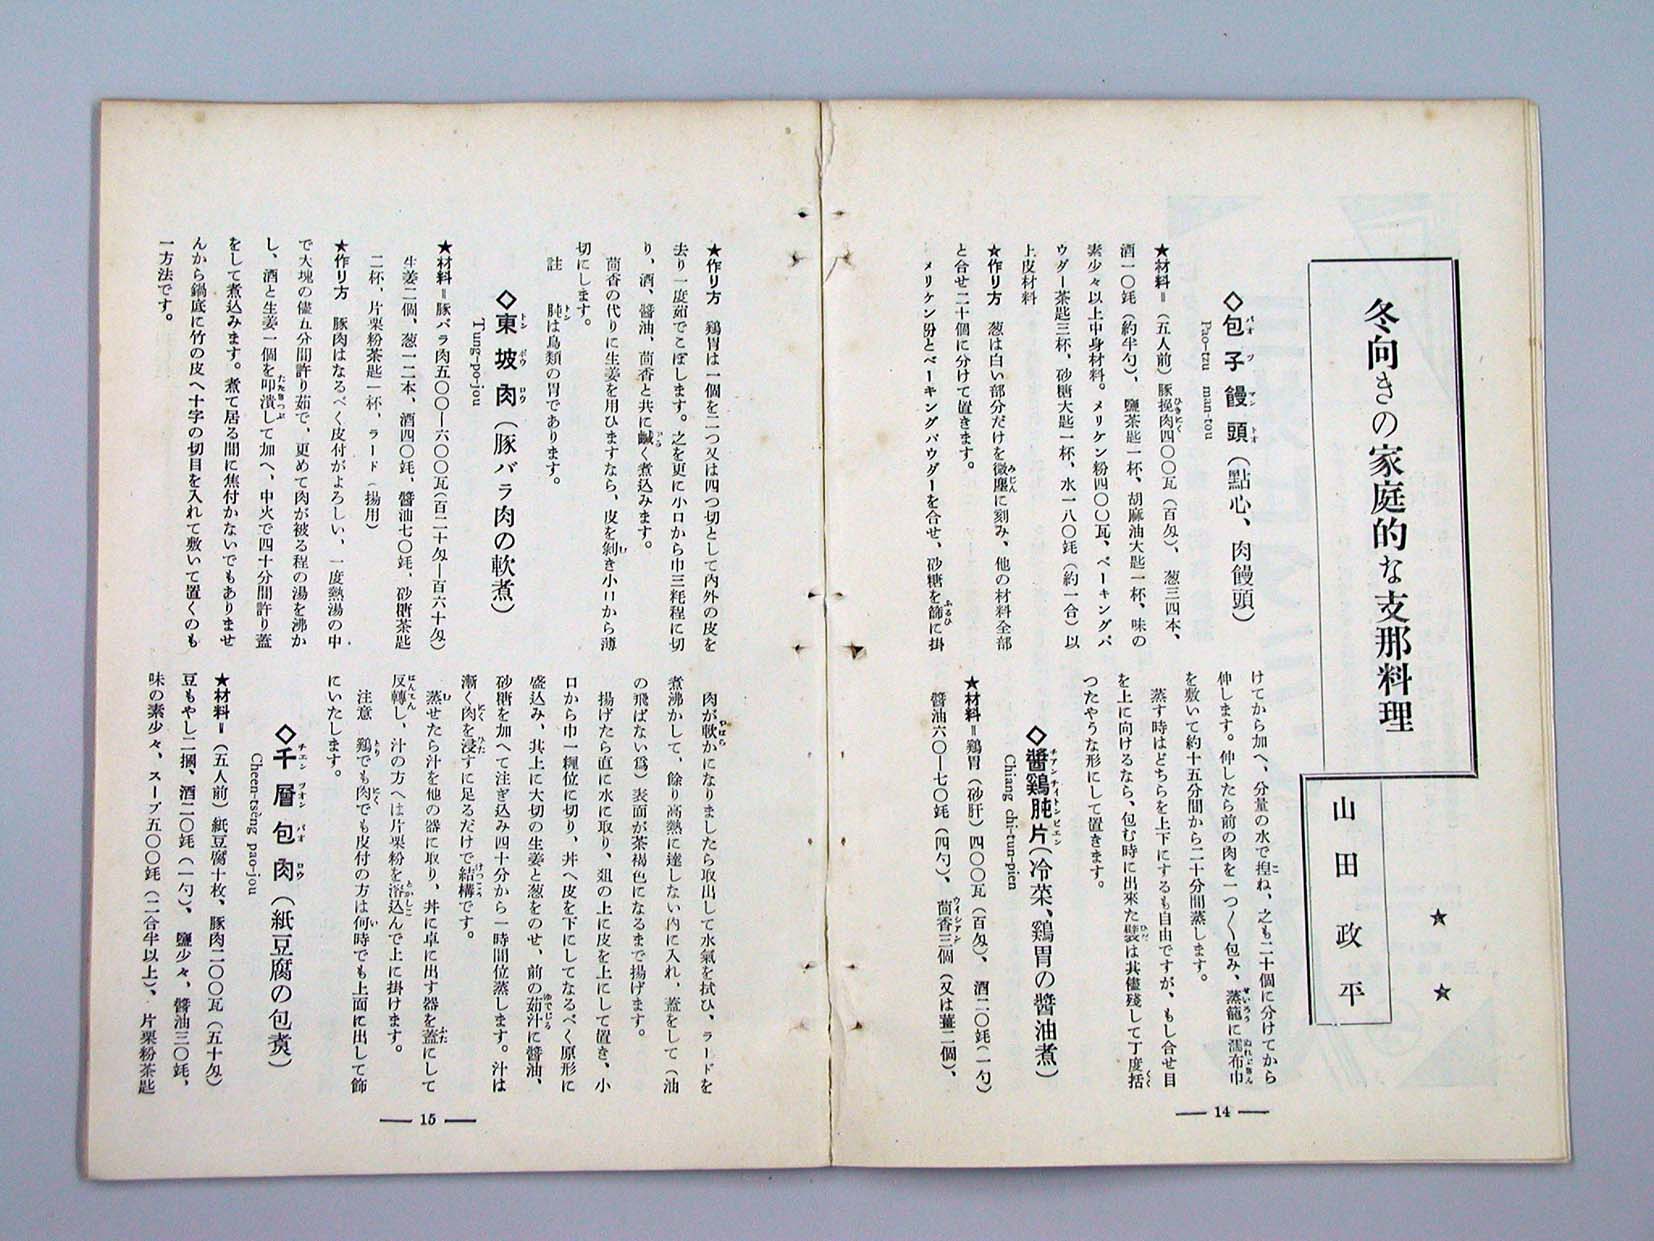 冬向きの家庭的な支那料理
★
★
山田政平
◇包子饅頭(點心、肉饅頭)
パオ ツ マン トオ
Pao-tzu man-tou
★材料=(五人前)豚挽肉四〇〇瓦(百匁)、葱三四本、
酒一〇竓(約半勺)、鹽茶匙一杯、胡麻油大匙一杯、味の
素少々以上中身材料。メリケン粉四〇〇瓦、ベーキングパ
ウダー茶匙三杯、砂糖大匙一杯、水一八〇竓(約一合)以
上皮材料
★作り方 葱は白い部分だけを微塵に刻み、他の材料全部
と合せ二十個に分けて置きます。
メリケン粉とベーキングパウダーを合せ、砂糖を篩に掛
けてから加へ、分量の水で揑ね、之も二十個に分けてから
伸します。伸したら前の肉を一つ〱包み、蒸籠に濡布巾
を敷いて約十五分間から二十分間蒸します。
蒸す時はどちらを上下にするも自由ですが、もし合せ目
を上に向けるなら、包む時に出來た襞は其儘殘して丁度括
つたやうな形にして置きます。
◇醬鷄肫片(冷菜、鷄胃の醬油煮)
チアンチイトンピエン
Chiang chi-tun-pien
★材料=鷄胃(砂肝)四〇〇瓦(百匁)、酒二〇竓(一勺)
醬油六〇―七〇竓(四勺)、茴香三個(又は薑二個)、
― 14 ―
★作り方 鷄胃は一個を二つ又は四つ切として内外の皮を
去り一度茹でこぼします。之を更に小口から巾三粍程に切
り、酒、醬油、茴香と共に鹹く煮込みます。
茴香の代りに生姜を用ひますなら、皮を剝き小口から薄
切にします。
註 肫は鳥類の胃であります。
◇東坡肉(豚バラ肉の軟煮)
トン ポウ ロウ
Tung-po-jou
★材料=豚バラ肉五〇〇―六〇〇瓦(百二十匁―百六十匁)
生姜二個、葱一二本、酒四〇竓、醬油七〇竓、砂糖茶匙
二杯、片栗粉茶匙一杯、ラード(揚用)
★作り方 豚肉はなるべく皮付がよろしい、一度熱湯の中
で大塊の儘五分間許り茹で、更めて肉が被る程の湯を沸か
し、酒と生姜一個を叩潰して加へ、中火で四十分間許り蓋
をして煮込みます。煮て居る間に焦付かないでもありませ
んから鍋底に竹の皮へ十字の切目を入れて敷いて置くのも
一方法です。
肉が軟かになりましたら取出して水氣を拭ひ、ラードを
煮沸かして、餘り高熱に達しない内に入れ、蓋をして(油
の飛ばない爲)表面が茶褐色になるまで揚げます。
揚げたら直に水に取り、俎の上に皮を上にして置き、小
口から巾一糎位に切り、丼へ皮を下にしてなるべく原形に
盛込み、其上に大切の生姜と葱をのせ、前の茹汁に醬油、
砂糖を加へて注ぎ込み四十分から一時間位蒸します。汁は
漸く肉を浸すに足るだけで結構です。
蒸せたら汁を他の器に取り、丼に卓に出す器を蓋にして
反轉し、汁の方へは片栗粉を溶込んで上に掛けます。
注意 鷄でも肉でも皮付の方は何時でも上面に出して飾
にいたします。
◇千層包肉(紙豆腐の包煮)
チエン ツオン パオ ロウ
Cheen-tsêng pao-jou
★材料=(五人前)紙豆腐十枚、豚肉二〇〇瓦(五十匁)
豆もやし二摑、酒二〇竓(一勺)、鹽少々、醬油三〇竓、
味の素少々、スープ五〇〇竓(二合半以上)、片栗粉茶匙
― 15 ―